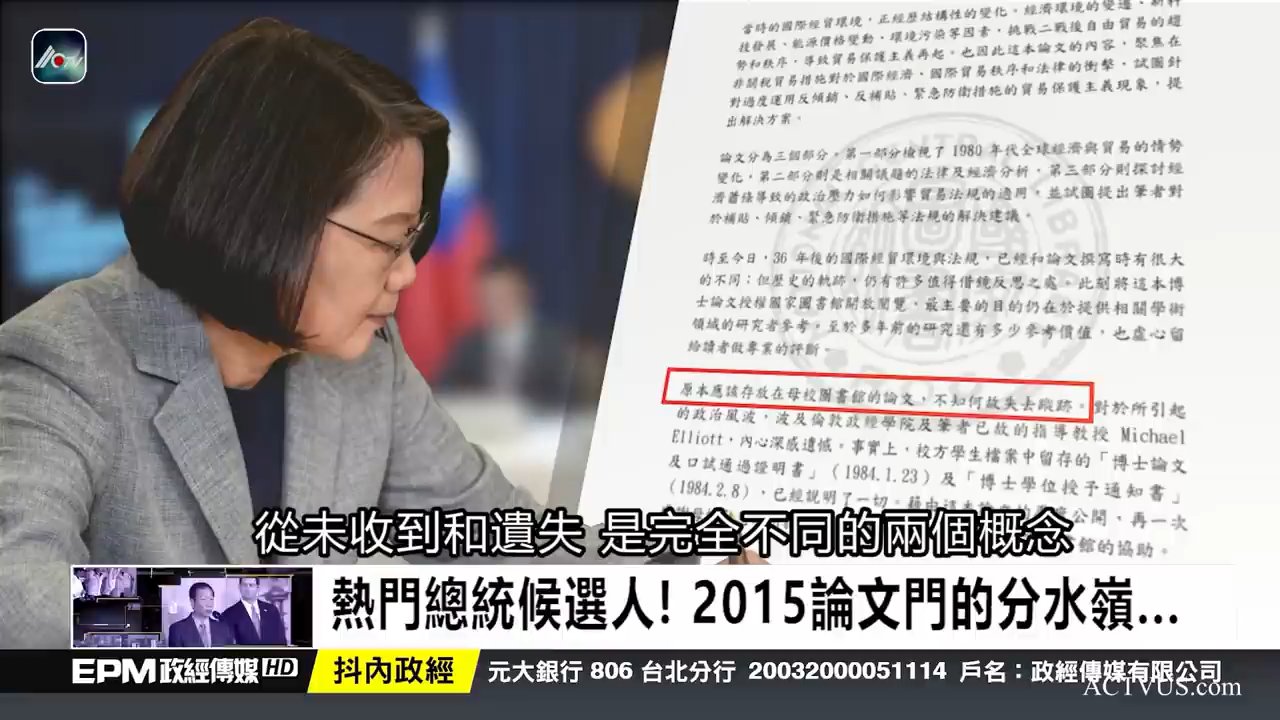 當時的國際經貿環境，正經歷結構性的變化。經濟環境的變遷、新科
技發展、能源價格變動、環境污染等因素，挑戰二戰後自由貿易的趨
勢和秩序，導致貿易保護主義再起。也因此這本論文的內容，聚焦在
非關稅貿易措施對於國際經濟、國際貿易秩序和法律的衝擊，試圖針
對過度運用反傾銷、反補貼、緊急防衛措施的貿易保護主義現象，提
出解決方案。
論文分為三個部分，第一部分檢視了 1980 年代全球經濟與貿易的情勢
變化，第二部分則是相關議題的法律及經濟分析，第三部分則探討經
濟蕭條導致的政治壓力如何影響貿易法規的適用，並試圖提出筆者對
於補貼、傾銷、緊急防衛措施等法規的解決建議。
時至今日，36 年後的國際經貿環境與法規，已經和論文撰寫時有很大
的不同；但歷史的軌跡，仍有許多值得借鏡反思之處。此刻將這本博
士論文授權國家圖書館開放閱覽，最主要的目的仍在於提供相關學術
領域的研究者參考。至於多年前的研究還有多少參考價值，也虛心留
給讀者做專業的評斷。
原本應該存放在母校圖書館的論文，不知何故失去蹤跡。對於所引起
的政治風波，波及倫敦政經學院及筆者已故的指導教授 Michael
Elliott，內心深感遺憾。事實上，校方學生檔案中留存的「博士論文
及口試通過證明書」（1984.1.23）及「博士學位授予通知書」
（1984.2.8），已經說明了一切。藉由這本
公開，再一次
館的協助。
從未收到和遺失 是完全不同的兩個概念
熱門總統候選人! 2015論文門的分水嶺...
EPM政經傳媒HD 抖內政經 元大銀行 806 台北分行 20032000051114 戶名：政經傳媒有限公司
ACTVUS.com